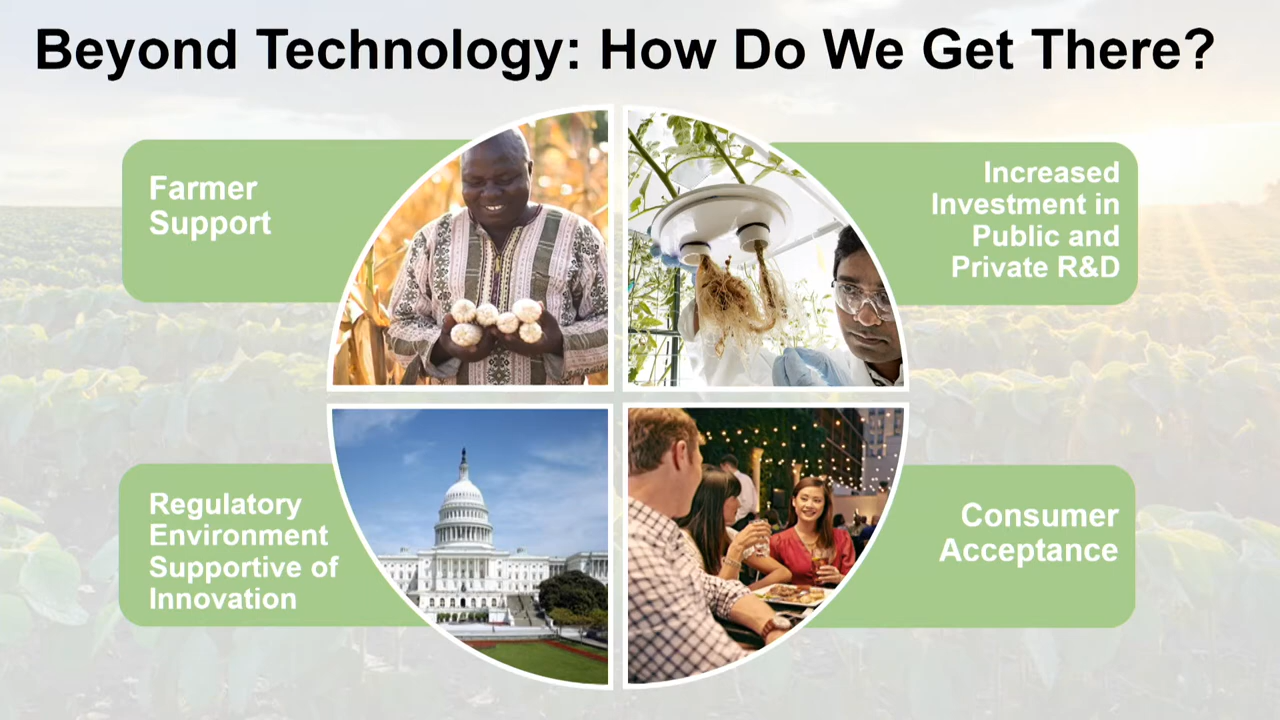 Beyond Technology: How Do We Get There?
Farmer
Support
Increased
Investment in
Public and
Private R&D
Regulatory
Environment
Supportive of
Innovation
Consumer
Acceptance